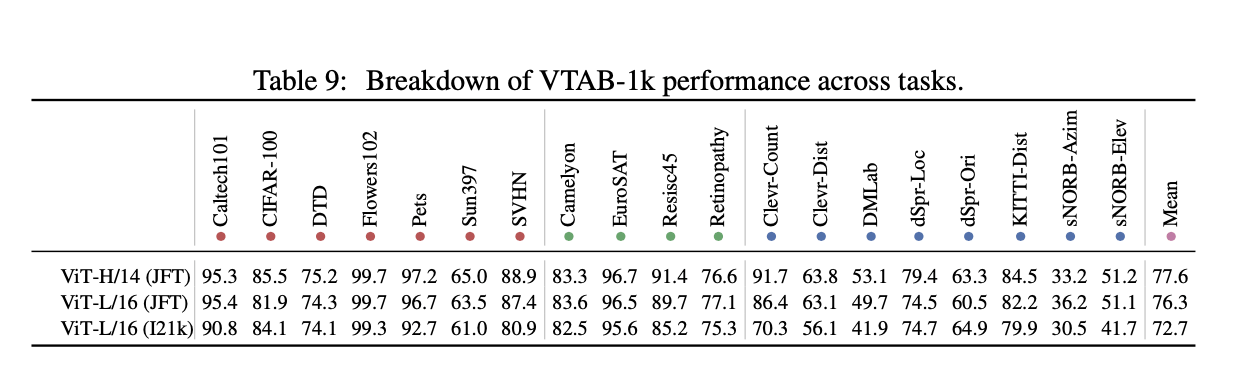 Table 9: Breakdown of VTAB-1k performance across tasks.
Caltech101 CIFAR-100 DTD Flowers102 Pets Sun397 SVHN Camelyon EuroSAT Resisc45 Retinopathy Clevr-Count Clevr-Dist DMLab dSpr-Loc dSpr-Ori KITTI-Dist sNORB-Azim sNORB-Elev Mean
ViT-H/14 (JFT) 95.3 85.5 75.2 99.7 97.2 65.0 88.9 83.3 96.7 91.4 76.6 91.7 63.8 53.1 79.4 63.3 84.5 33.2 51.2 77.6
ViT-L/16 (JFT) 95.4 81.9 74.3 99.7 96.7 63.5 87.4 83.6 96.5 89.7 77.1 86.4 63.1 49.7 74.5 60.5 82.2 36.2 51.1 76.3
ViT-L/16 (I21k) 90.8 84.1 74.1 99.3 92.7 61.0 80.9 82.5 95.6 85.2 75.3 70.3 56.1 41.9 74.7 64.9 79.9 30.5 41.7 72.7